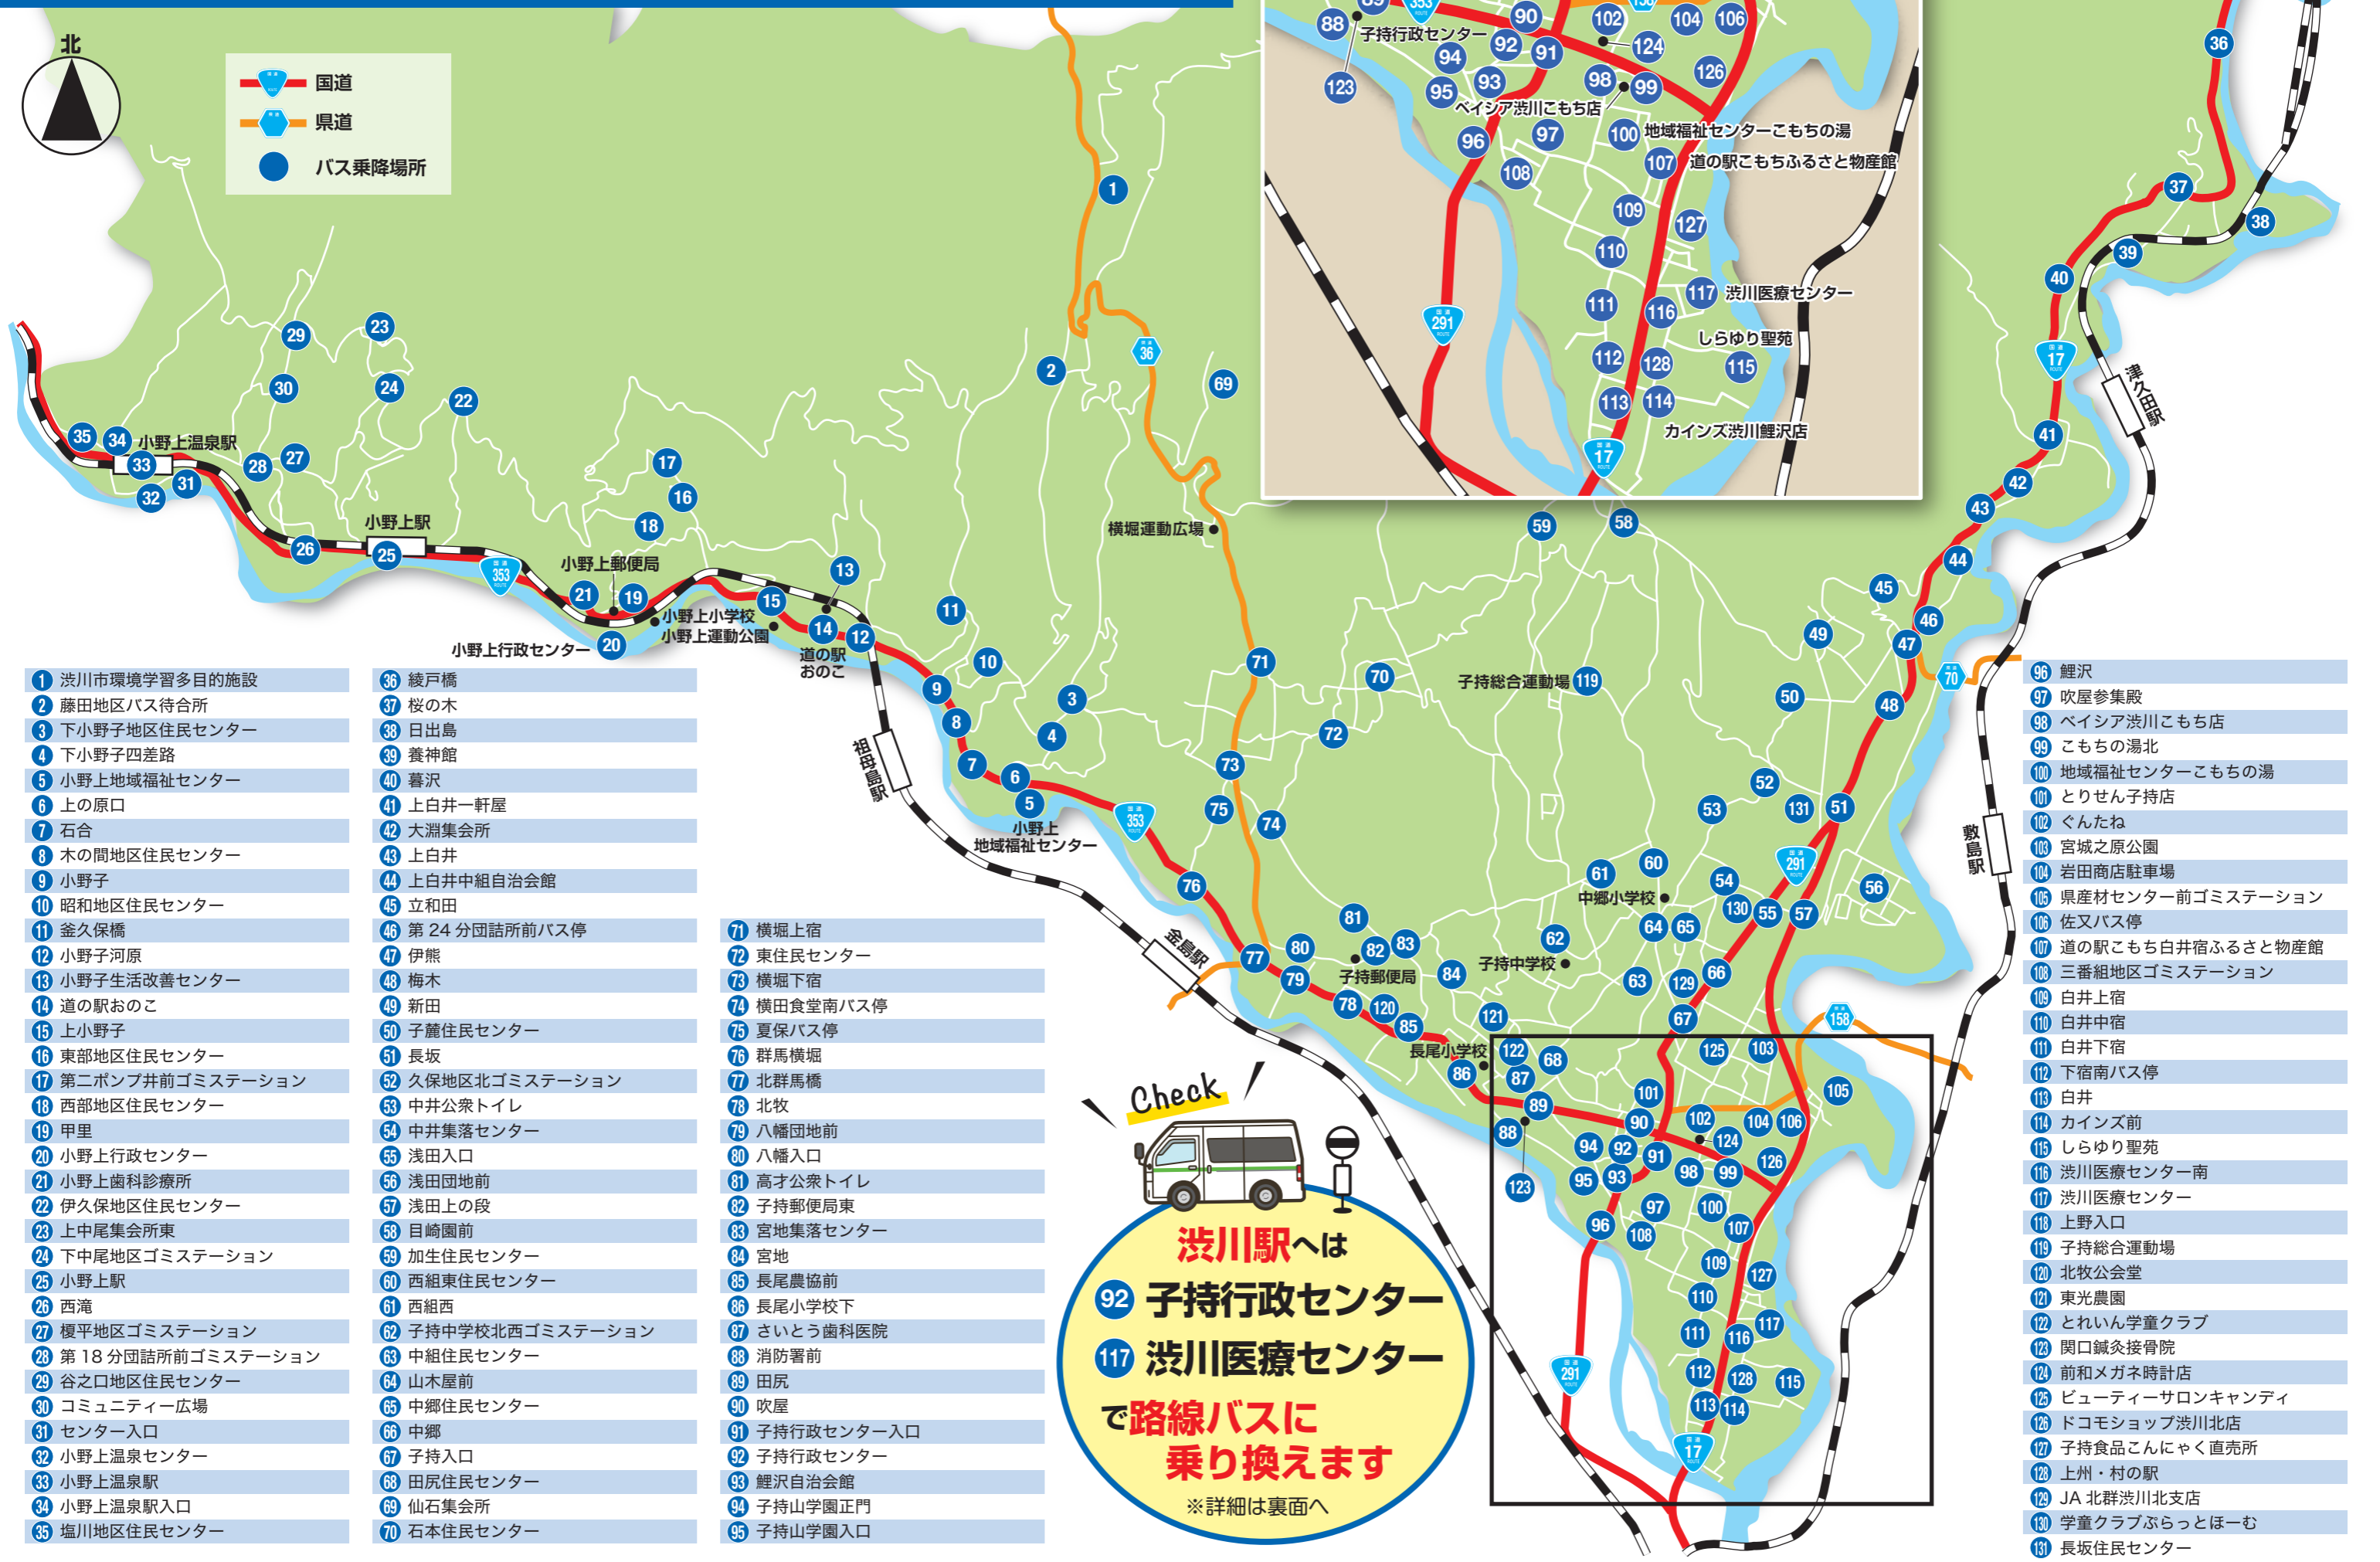 北
国道
県道
バス乗降場所
小野上温泉駅
小野上駅
小野上郵便局
小野上小学校
小野上運動公園
小野上行政センター
道の駅
おのこ
祖母島駅
小野上
地域福祉センター
横堀運動広場
子持総合運動場
金島駅
子持郵便局
子持中学校
中郷小学校
長尾小学校
津久田駅
敷島駅
353
36
17
291
70
158
子持行政センター
ベイシア渋川こもち店
地域福祉センターこもちの湯
道の駅こもちふるさと物産館
渋川医療センター
しらゆり聖苑
カインズ渋川鯉沢店
1 渋川市環境学習多目的施設
2 藤田地区バス待合所
3 下小野子地区住民センター
4 下小野子四差路
5 小野上地域福祉センター
6 上の原口
7 石合
8 木の間地区住民センター
9 小野子
10 昭和地区住民センター
11 釜久保橋
12 小野子河原
13 小野子生活改善センター
14 道の駅おのこ
15 上小野子
16 東部地区住民センター
17 第二ポンプ井前ゴミステーション
18 西部地区住民センター
19 甲里
20 小野上行政センター
21 小野上歯科診療所
22 伊久保地区住民センター
23 上中尾集会所東
24 下中尾地区ゴミステーション
25 小野上駅
26 西滝
27 榎平地区ゴミステーション
28 第18分団詰所前ゴミステーション
29 谷之口地区住民センター
30 コミュニティー広場
31 センター入口
32 小野上温泉センター
33 小野上温泉駅
34 小野上温泉駅入口
35 塩川地区住民センター
36 綾戸橋
37 桜の木
38 日出島
39 養神館
40 暮沢
41 上白井一軒屋
42 大淵集会所
43 上白井
44 上白井中組自治会館
45 立和田
46 第24分団詰所前バス停
47 伊熊
48 梅木
49 新田
50 子麓住民センター
51 長坂
52 久保地区北ゴミステーション
53 中井公衆トイレ
54 中井集落センター
55 浅田入口
56 浅田団地前
57 浅田上の段
58 目崎園前
59 加生住民センター
60 西組東住民センター
61 西組西
62 子持中学校北西ゴミステーション
63 中組住民センター
64 山木屋前
65 中郷住民センター
66 中郷
67 子持入口
68 田尻住民センター
69 仙石集会所
70 石本住民センター
71 横堀上宿
72 東住民センター
73 横堀下宿
74 横田食堂南バス停
75 夏保バス停
76 群馬横堀
77 北群馬橋
78 北牧
79 八幡団地前
80 八幡入口
81 高才公衆トイレ
82 子持郵便局東
83 宮地集落センター
84 宮地
85 長尾農協前
86 長尾小学校下
87 さいとう歯科医院
88 消防署前
89 田尻
90 吹屋
91 子持行政センター入口
92 子持行政センター
93 鯉沢自治会館
94 子持山学園正門
95 子持山学園入口
Check
渋川駅へは
92 子持行政センター
117 渋川医療センター
で路線バスに
乗り換えます
※詳細は裏面へ
96 鯉沢
97 吹屋参集殿
98 ベイシア渋川こもち店
99 こもちの湯北
100 地域福祉センターこもちの湯
101 とりせん子持店
102 ぐんたね
103 宮城之原公園
104 岩田商店駐車場
105 県産材センター前ゴミステーション
106 佐又バス停
107 道の駅こもち白井宿ふるさと物産館
108 三番組地区ゴミステーション
109 白井上宿
110 白井中宿
111 白井下宿
112 下宿南バス停
113 白井
114 カインズ前
115 しらゆり聖苑
116 渋川医療センター南
117 渋川医療センター
118 上野入口
119 子持総合運動場
120 北牧公会堂
121 東光農園
122 とれいん学童クラブ
123 関口鍼灸接骨院
124 前和メガネ時計店
125 ビューティーサロンキャンディ
126 ドコモショップ渋川北店
127 子持食品こんにゃく直売所
128 上州・村の駅
129 JA北群渋川北支店
130 学童クラブぷらっとほーむ
131 長坂住民センター